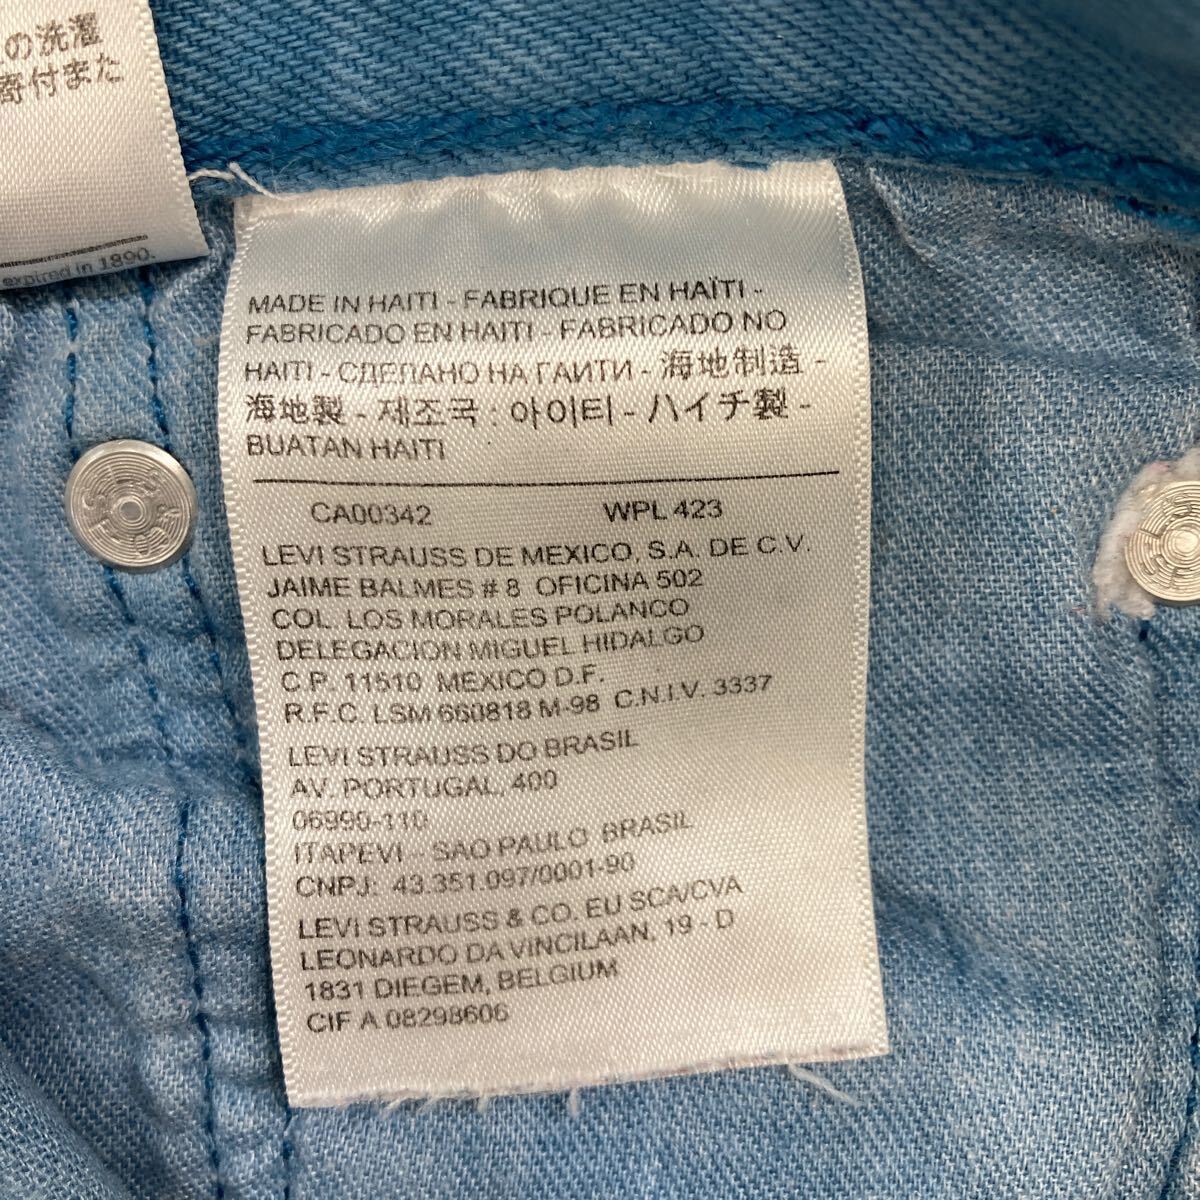 の洗濯
寄付また
expired in 1890.
MADE IN HAITI - FABRIQUE EN HAÏTI -
FABRICADO EN HAITI - FABRICADO NO
HAITI - СДЕЛАНО НА ГАИТИ - 海地制造 -
海地製 - 제조국 : 아이티 - ハイチ製 -
BUATAN HAITI
CA00342 WPL 423
LEVI STRAUSS DE MEXICO, S.A. DE C.V.
JAIME BALMES # 8 OFICINA 502
COL. LOS MORALES POLANCO
DELEGACION MIGUEL HIDALGO
C.P. 11510 MEXICO D.F.
R.F.C. LSM 660818 M-98 C.N.I.V. 3337
LEVI STRAUSS DO BRASIL
AV. PORTUGAL, 400
06990-110
ITAPEVI - SAO PAULO BRASIL
CNPJ: 43.351.097/0001-90
LEVI STRAUSS & CO. EU SCA/CVA
LEONARDO DA VINCILAAN, 19 - D
1831 DIEGEM, BELGIUM
CIF A 08298606